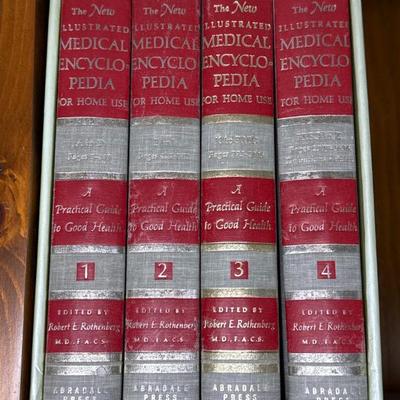 The New
ILLUSTRATED
MEDICAL
ENCYCLO-
PEDIA
FOR HOME USE
A
Practical Guide
to Good Health
1
EDITED BY
Robert E. Rothenberg
M.D., F.A.C.S.
ABRADALE
PRESS
The New
ILLUSTRATED
MEDICAL
ENCYCLO-
PEDIA
FOR HOME USE
A
Practical Guide
to Good Health
2
EDITED BY
Robert E. Rothenberg
M.D., F.A.C.S.
ABRADALE
PRESS
The New
ILLUSTRATED
MEDICAL
ENCYCLO-
PEDIA
FOR HOME USE
A
Practical Guide
to Good Health
3
EDITED BY
Robert E. Rothenberg
M.D., F.A.C.S.
ABRADALE
PRESS
The New
ILLUSTRATED
MEDICAL
ENCYCLO-
PEDIA
FOR HOME USE
A
Practical Guide
to Good Health
4
EDITED BY
Robert E. Rothenberg
M.D., F.A.C.S.
ABRADALE
PRESS